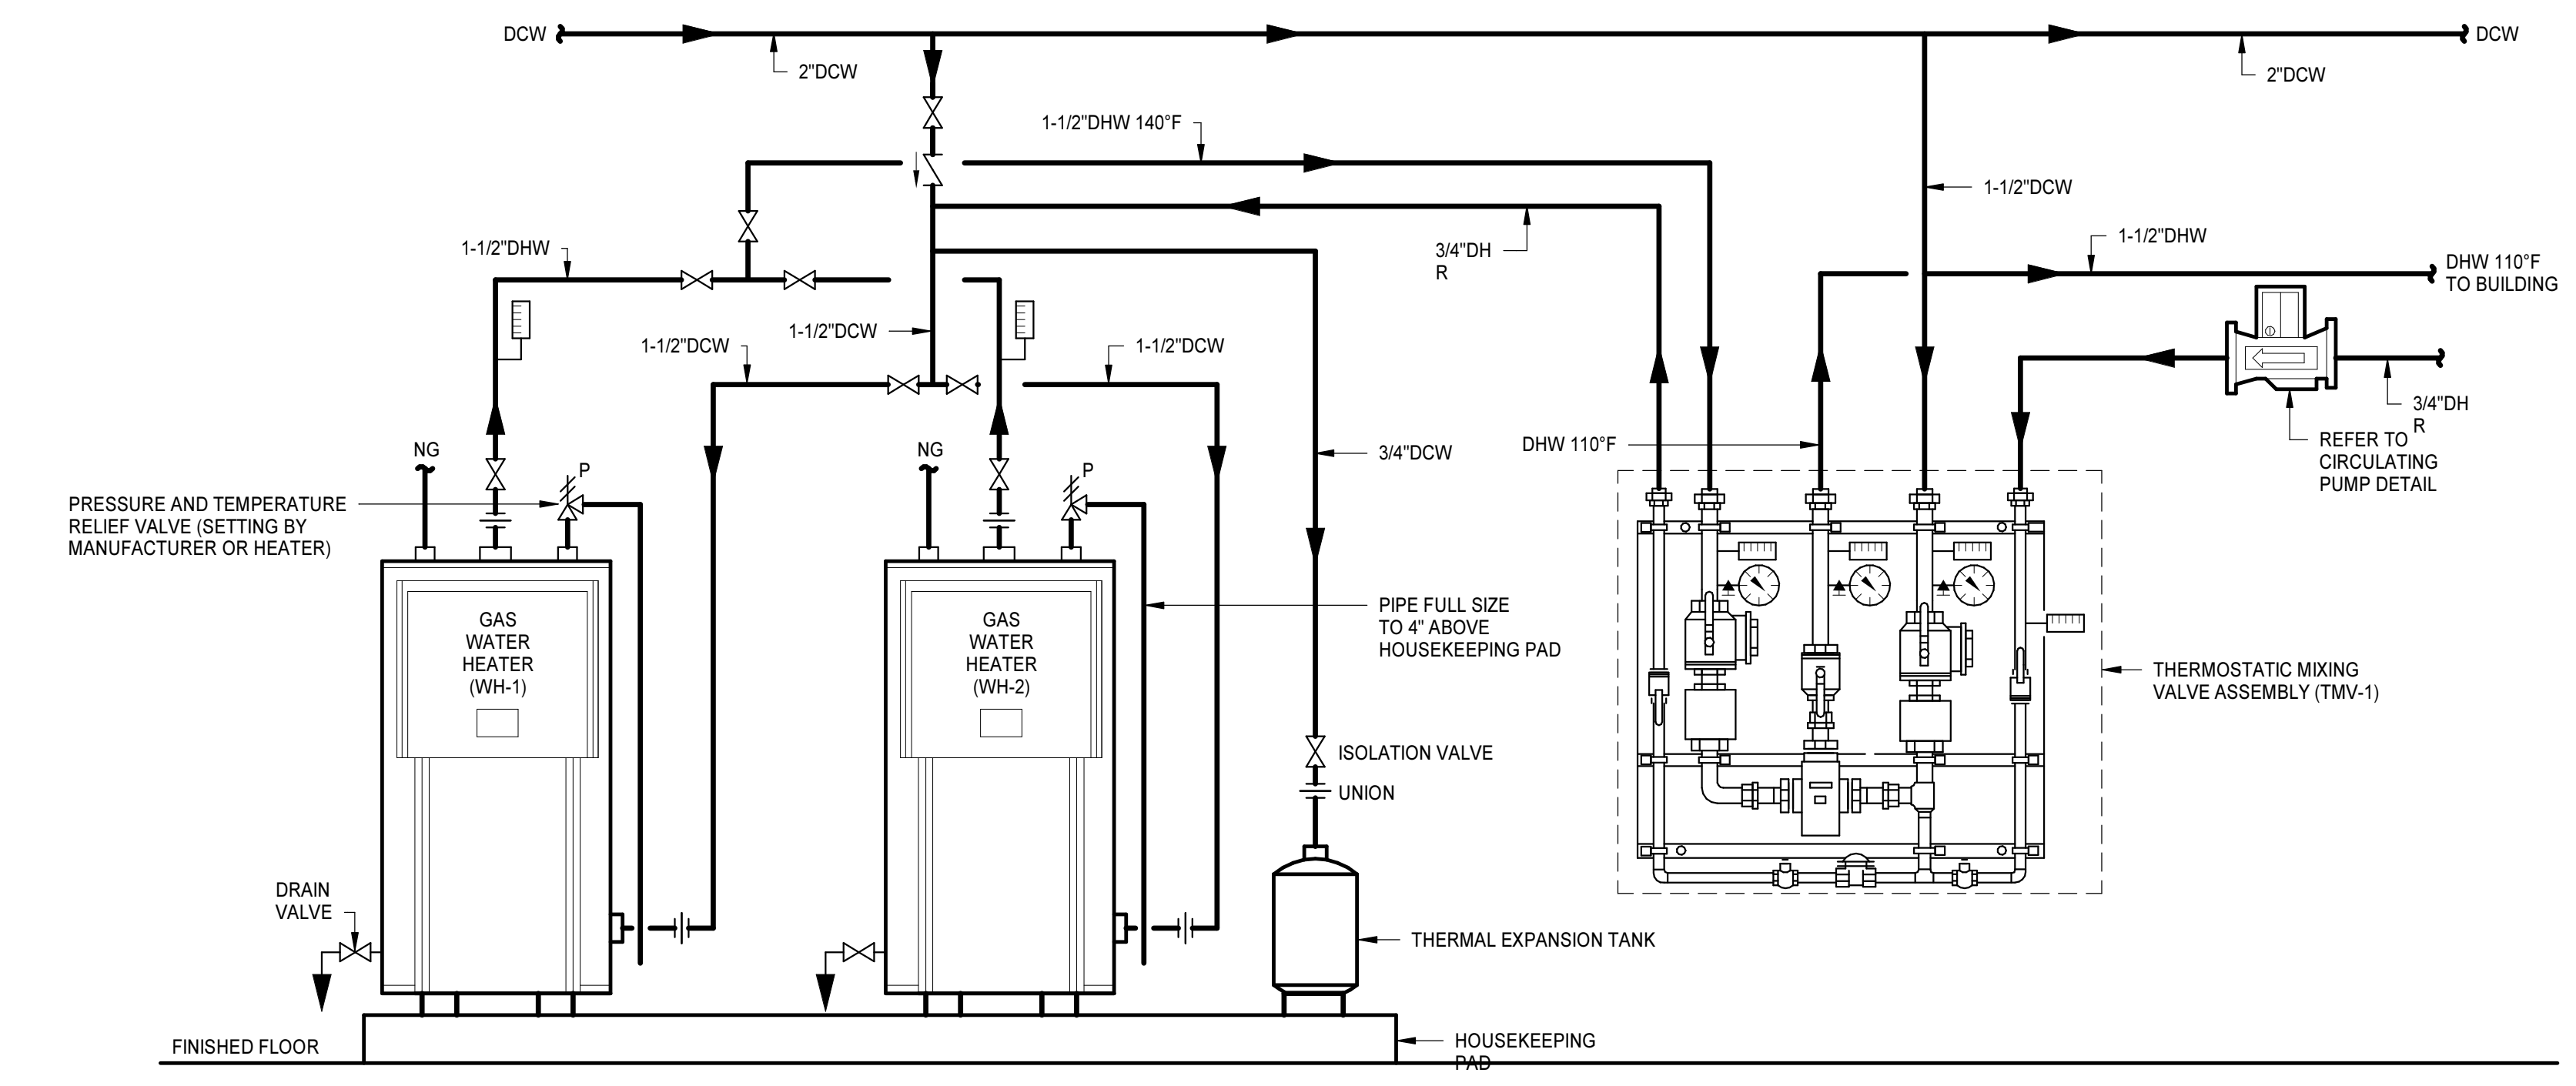 DCW
DCW
2"DCW
2"DCW
1-1/2"DHW 140°F
1-1/2"DCW
1-1/2"DHW
1-1/2"DHW
3/4"DH
R
DHW 110°F
TO BUILDING
1-1/2"DCW
1-1/2"DCW
1-1/2"DCW
3/4"DH
R
NG
NG
DHW 110°F
REFER TO
CIRCULATING
PUMP DETAIL
3/4"DCW
P
P
PRESSURE AND TEMPERATURE
RELIEF VALVE (SETTING BY
MANUFACTURER OR HEATER)
GAS
WATER
HEATER
(WH-1)
GAS
WATER
HEATER
(WH-2)
PIPE FULL SIZE
TO 4" ABOVE
HOUSEKEEPING PAD
THERMOSTATIC MIXING
VALVE ASSEMBLY (TMV-1)
ISOLATION VALVE
UNION
DRAIN
VALVE
THERMAL EXPANSION TANK
FINISHED FLOOR
HOUSEKEEPING
PAD